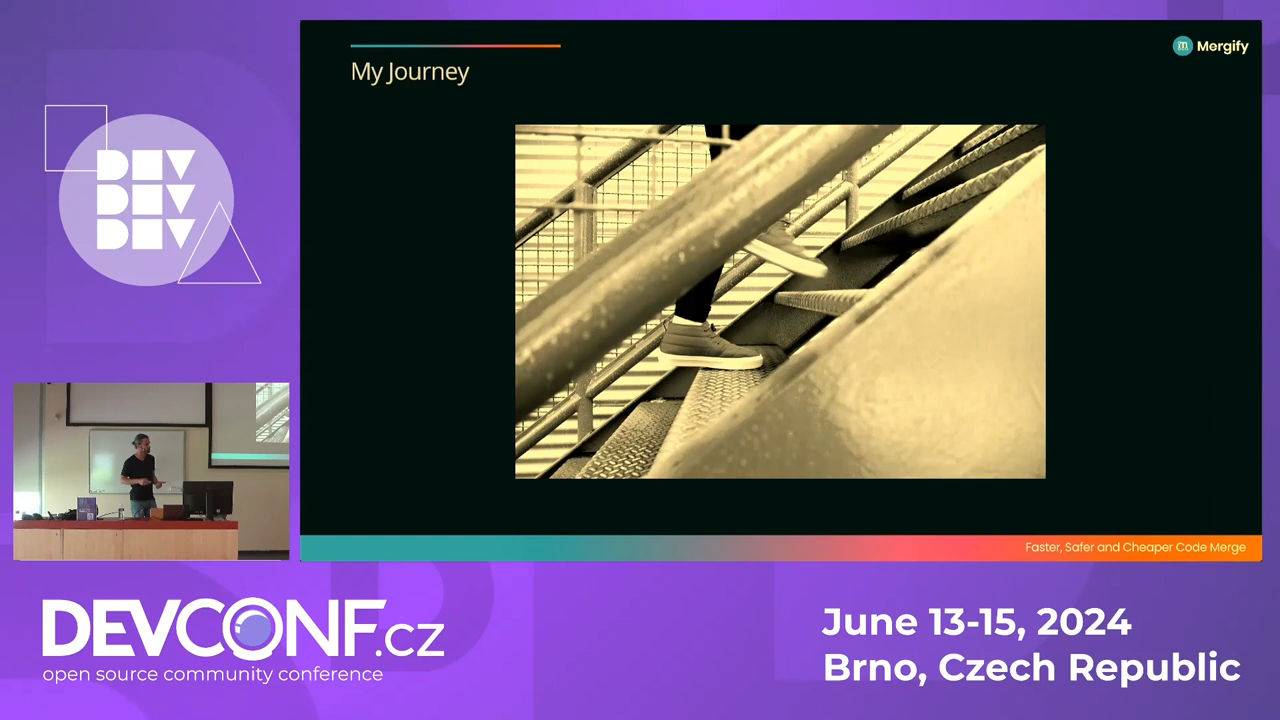 My Journey
Mergify
DEV
DEV
DEV
Faster, Safer and Cheaper Code Merge
DEVCONF.cz
open source community conference
June 13-15, 2024
Brno, Czech Republic